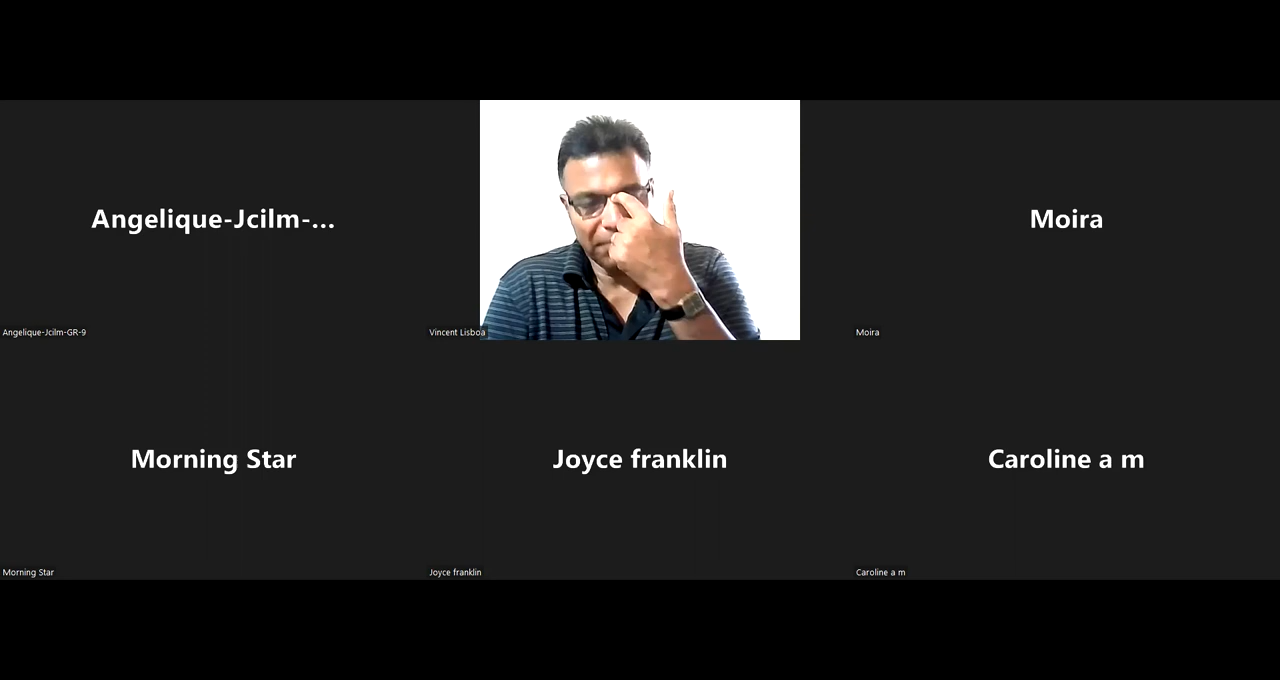 Angelique-Jcilm-...
Moira
Angelique-Jcilm-GR-9
Vincent Lisboa
Moira
Morning Star
Joyce franklin
Caroline a m
Morning Star
Joyce franklin
Caroline a m